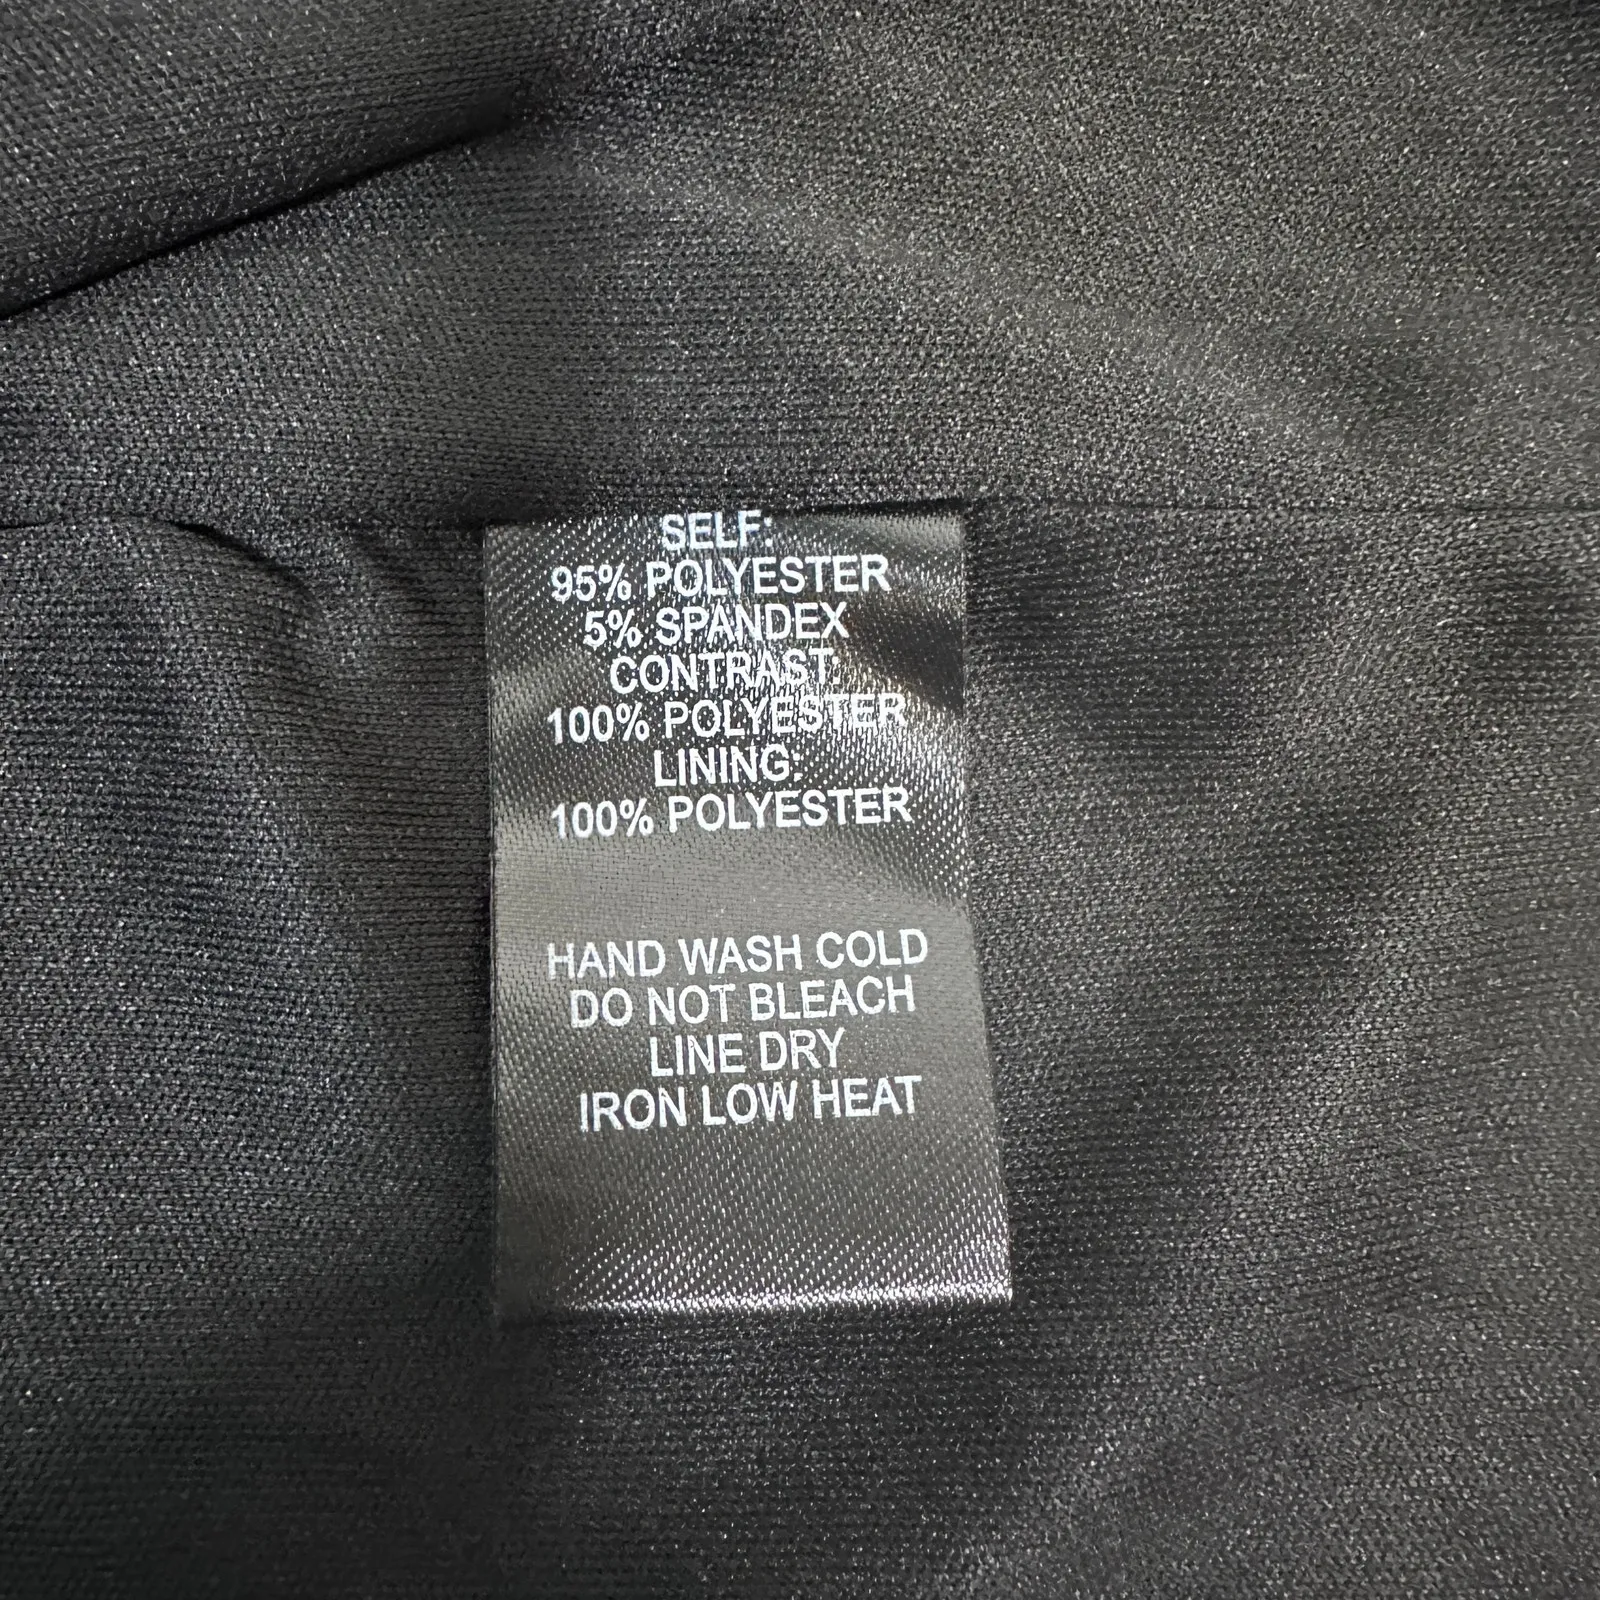 SELF:
95% POLYESTER
5% SPANDEX
CONTRAST:
100% POLYESTER
LINING:
100% POLYESTER
HAND WASH COLD
DO NOT BLEACH
LINE DRY
IRON LOW HEAT